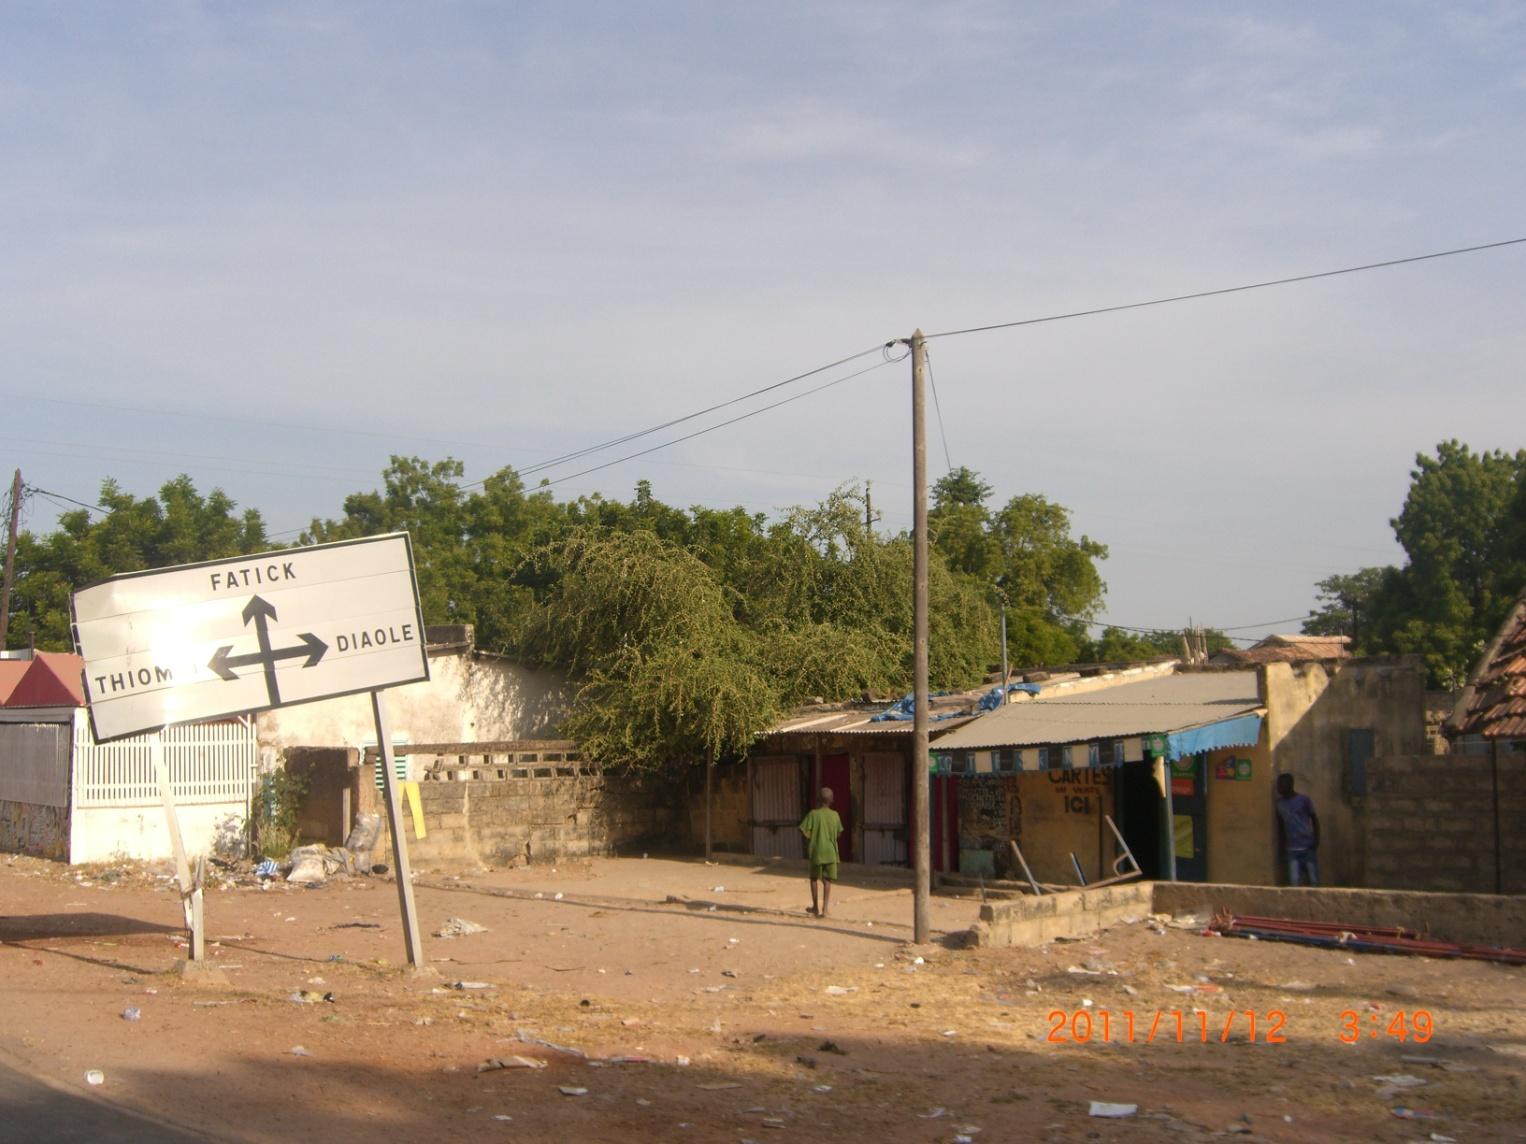 FATICK
DIAOLE
THIOM
CARTES
ICI
2011/11/12 3:49